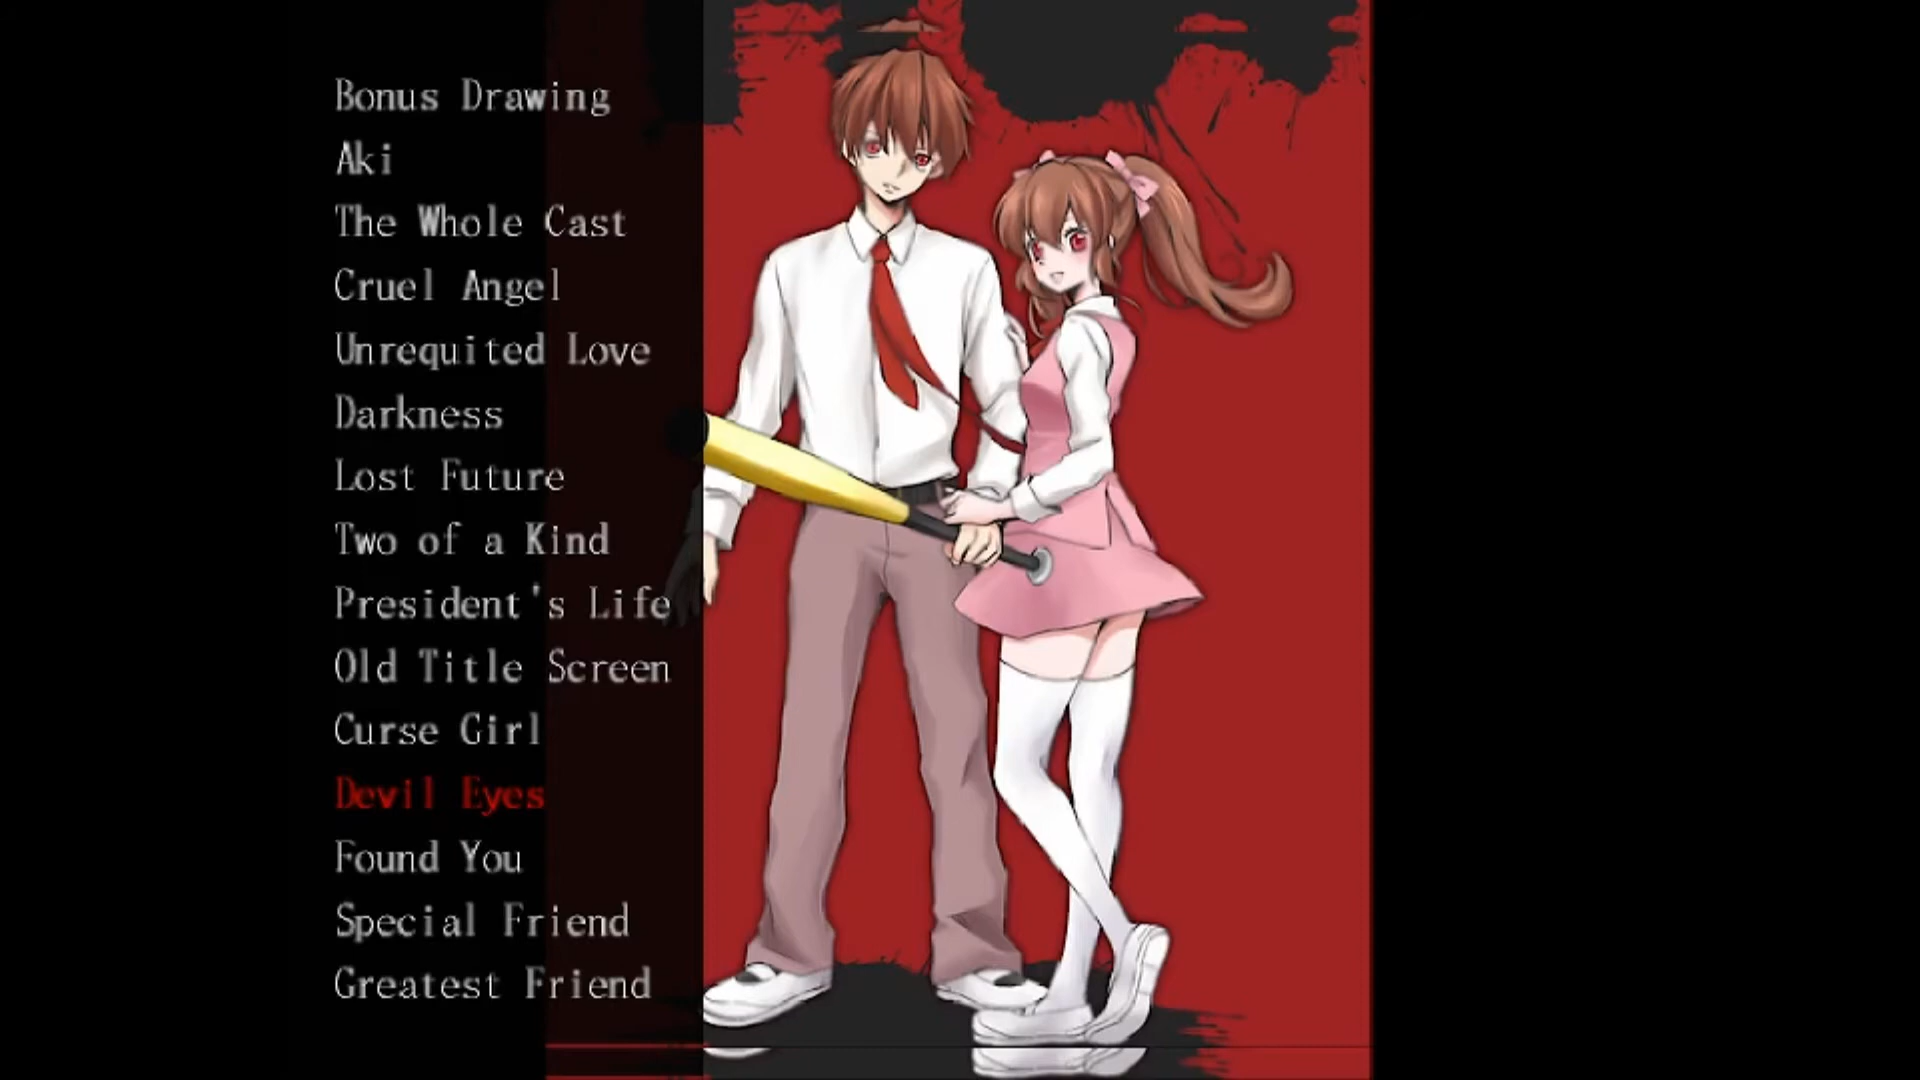 Bonus Drawing
Aki
The Whole Cast
Cruel Angel
Unrequited Love
Darkness
Lost Future
Two of a Kind
President's Life
Old Title Screen
Curse Girl
Devil Eyes
Found You
Special Friend
Greatest Friend